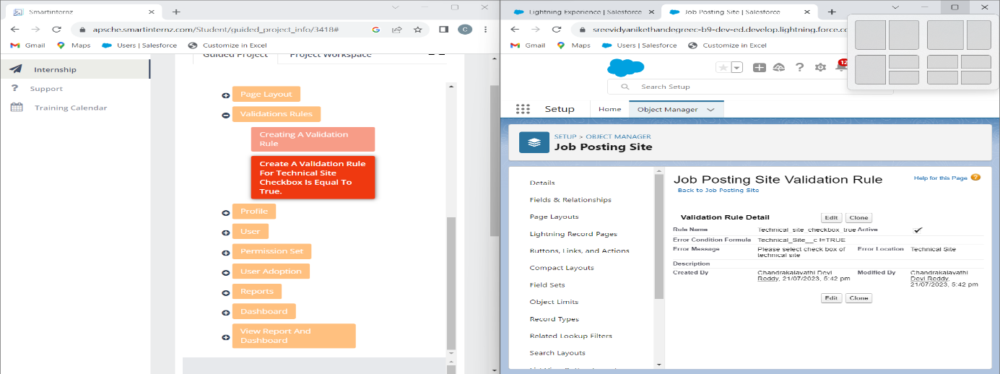 Smartinternz
apsche.smartinternz.com/Student/guided_project_info/3418#
C
Gmail
Maps
Users | Salesforce
Customize in Excel
Internship
Support
Training Calendar
Guided Project
Project Workspace
Page Layout
Validations Rules
Creating A Validation
Rule
Create A Validation Rule
For Technical Site
Checkbox Is Equal To
True.
Profile
User
Permission Set
User Adoption
Reports
Dashboard
View Report And
Dashboard
Lightning Experience | Salesforce
Job Posting Site | Salesforce
sreevidyanikethandegreec-b9-dev-ed.develop.lightning.force.cc
Gmail
Maps
Users | Salesforce
Customize in Excel
12
Search Setup
Setup
Home
Object Manager
SETUP > OBJECT MANAGER
Job Posting Site
Details
Fields & Relationships
Page Layouts
Lightning Record Pages
Buttons, Links, and Actions
Compact Layouts
Field Sets
Object Limits
Record Types
Related Lookup Filters
Search Layouts
Job Posting Site Validation Rule
Help for this Page
Back to Job Posting Site
Validation Rule Detail
Edit Clone
Rule Name Technical_site_checkbox_true Active
Error Condition Formula Technical_Site__c !=TRUE
Error Message Please select check box of
technical site
Error Location Technical Site
Description
Created By Chandrakalavathi Devi
Reddy, 21/07/2023, 5:42 pm
Modified By Chandrakalavathi
Devi Reddy,
21/07/2023, 5:42 pm
Edit Clone